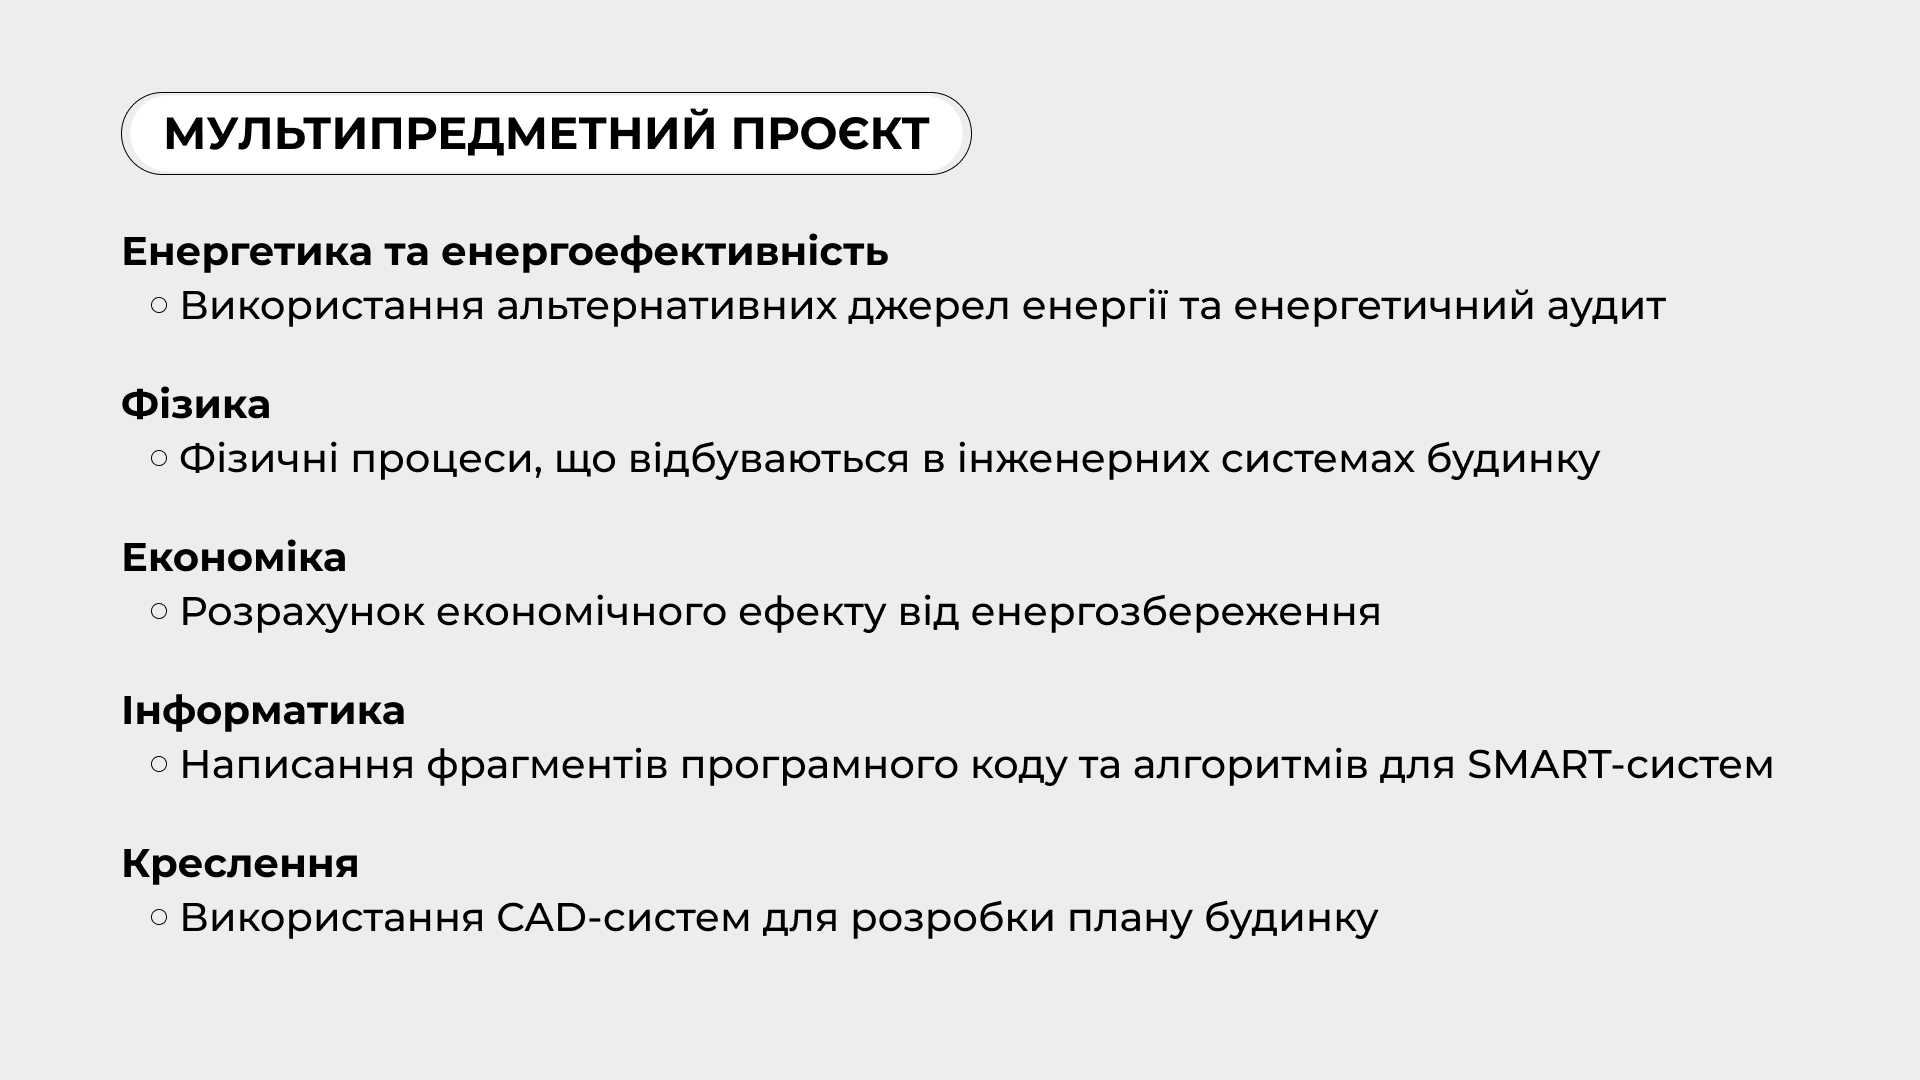 МУЛЬТИПРЕДМЕТНИЙ ПРОЄКТ
Енергетика та енергоефективність
○ Використання альтернативних джерел енергії та енергетичний аудит
Фізика
○ Фізичні процеси, що відбуваються в інженерних системах будинку
Економіка
○ Розрахунок економічного ефекту від енергозбереження
Інформатика
○ Написання фрагментів програмного коду та алгоритмів для SMART-систем
Креслення
○ Використання CAD-систем для розробки плану будинку